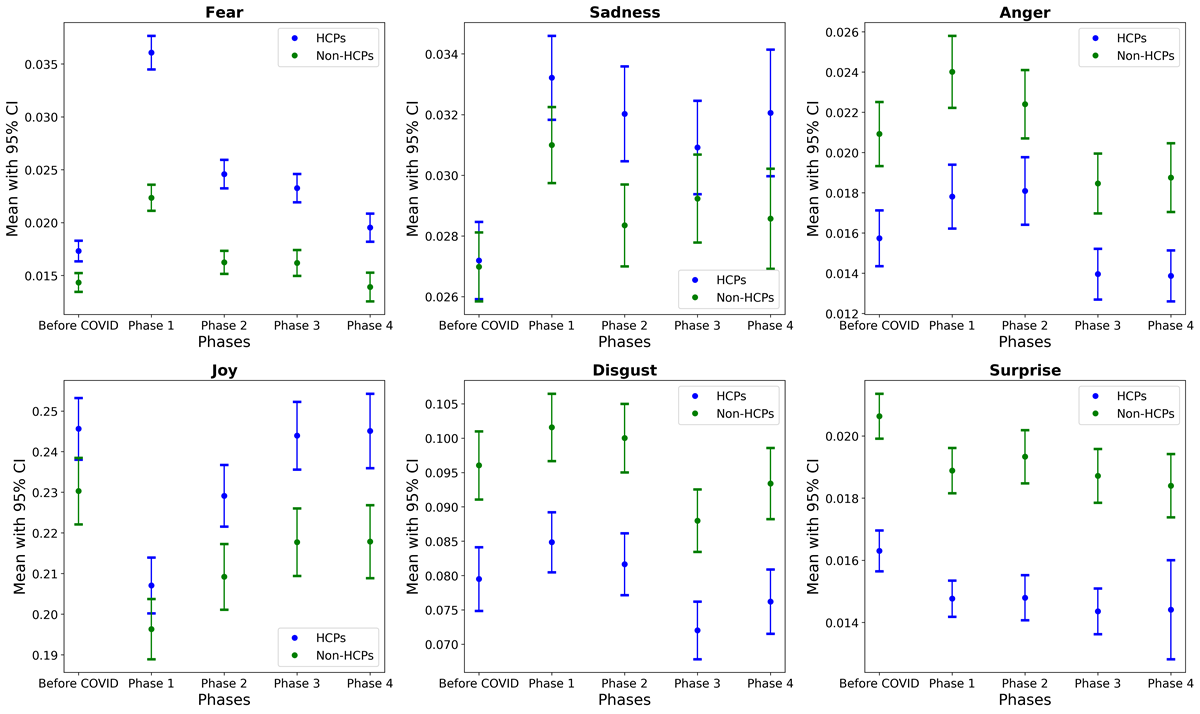 Fear
Mean with 95% CI
0.035
0.030
0.025
0.020
0.015
HCPs
Non-HCPs
Before COVID Phase 1 Phase 2 Phase 3 Phase 4
Phases
Sadness
Mean with 95% CI
0.034
0.032
0.030
0.028
0.026
HCPs
Non-HCPs
Before COVID Phase 1 Phase 2 Phase 3 Phase 4
Phases
Anger
Mean with 95% CI
0.026
0.024
0.022
0.020
0.018
0.016
0.014
0.012
HCPs
Non-HCPs
Before COVID Phase 1 Phase 2 Phase 3 Phase 4
Phases
Joy
Mean with 95% CI
0.25
0.24
0.23
0.22
0.21
0.20
0.19
HCPs
Non-HCPs
Before COVID Phase 1 Phase 2 Phase 3 Phase 4
Phases
Disgust
Mean with 95% CI
0.105
0.100
0.095
0.090
0.085
0.080
0.075
0.070
HCPs
Non-HCPs
Before COVID Phase 1 Phase 2 Phase 3 Phase 4
Phases
Surprise
Mean with 95% CI
0.020
0.018
0.016
0.014
HCPs
Non-HCPs
Before COVID Phase 1 Phase 2 Phase 3 Phase 4
Phases